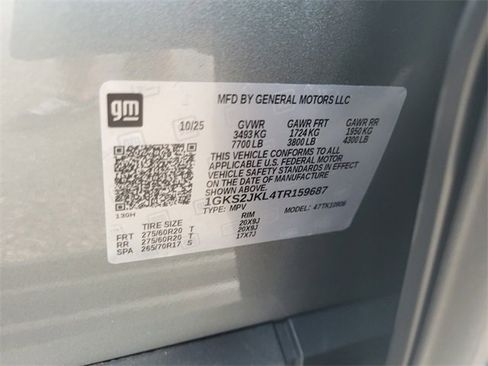 gm
MFD BY GENERAL MOTORS LLC
10/25 GVWR GAWR FRT GAWR RR
3493 KG 1724 KG 1950 KG
7700 LB 3800 LB 4300 LB
THIS VEHICLE CONFORMS TO ALL
APPLICABLE U.S. FEDERAL MOTOR
VEHICLE SAFETY STANDARDS IN EFFECT
ON THE DATE OF MANUFACTURE SHOWN ABOVE.
1GKS2JKL4TR159687
TYPE: MPV MODEL: 47TK10906
130H
TIRE SIZE RIM
FRT 275/60R20 T 20X9J
RR 275/60R20 T 20X9J
SPA 265/70R17 S 17X7J